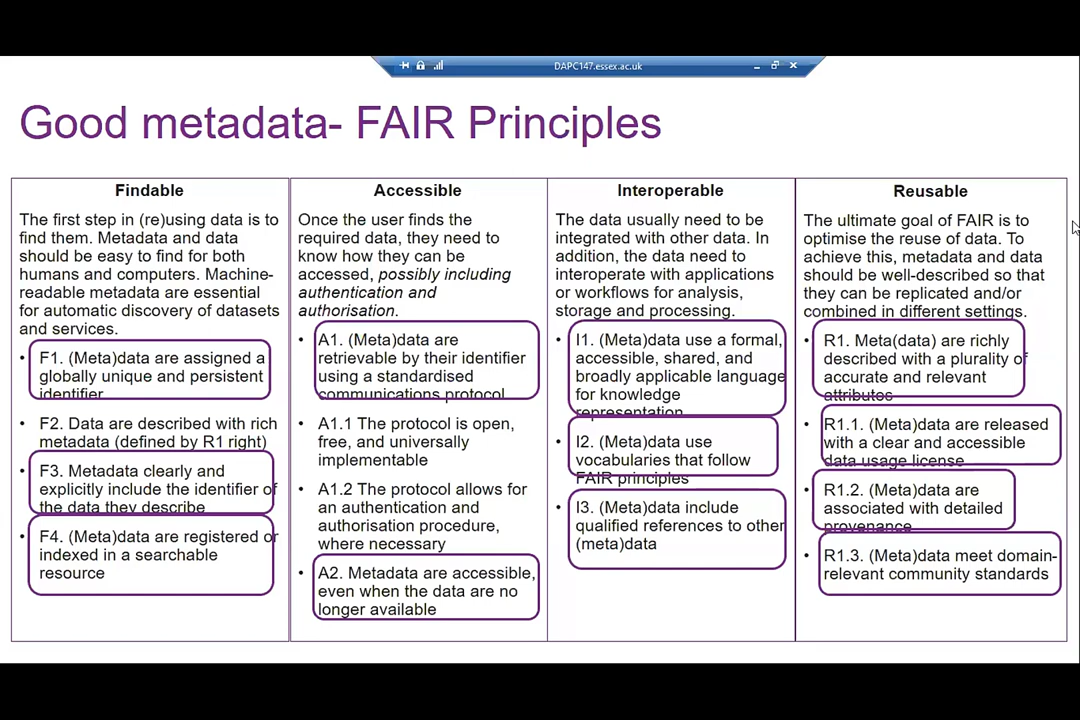 DAPC147.essex.ac.uk
Good metadata- FAIR Principles
Findable
The first step in (re)using data is to
find them. Metadata and data
should be easy to find for both
humans and computers. Machine-
readable metadata are essential
for automatic discovery of datasets
and services.
• F1. (Meta)data are assigned a
globally unique and persistent
identifier
• F2. Data are described with rich
metadata (defined by R1 right)
• F3. Metadata clearly and
explicitly include the identifier of
the data they describe
• F4. (Meta)data are registered or
indexed in a searchable
resource
Accessible
Once the user finds the
required data, they need to
know how they can be
accessed, possibly including
authentication and
authorisation.
• A1. (Meta)data are
retrievable by their identifier
using a standardised
communications protocol
• A1.1 The protocol is open,
free, and universally
implementable
• A1.2 The protocol allows for
an authentication and
authorisation procedure,
where necessary
• A2. Metadata are accessible,
even when the data are no
longer available
Interoperable
The data usually need to be
integrated with other data. In
addition, the data need to
interoperate with applications
or workflows for analysis,
storage and processing.
• I1. (Meta)data use a formal,
accessible, shared, and
broadly applicable language
for knowledge
representation
• I2. (Meta)data use
vocabularies that follow
FAIR principles
• I3. (Meta)data include
qualified references to other
(meta)data
Reusable
The ultimate goal of FAIR is to
optimise the reuse of data. To
achieve this, metadata and data
should be well-described so that
they can be replicated and/or
combined in different settings.
• R1. Meta(data) are richly
described with a plurality of
accurate and relevant
attributes
• R1.1. (Meta)data are released
with a clear and accessible
data usage license
• R1.2. (Meta)data are
associated with detailed
provenance
• R1.3. (Meta)data meet domain-
relevant community standards